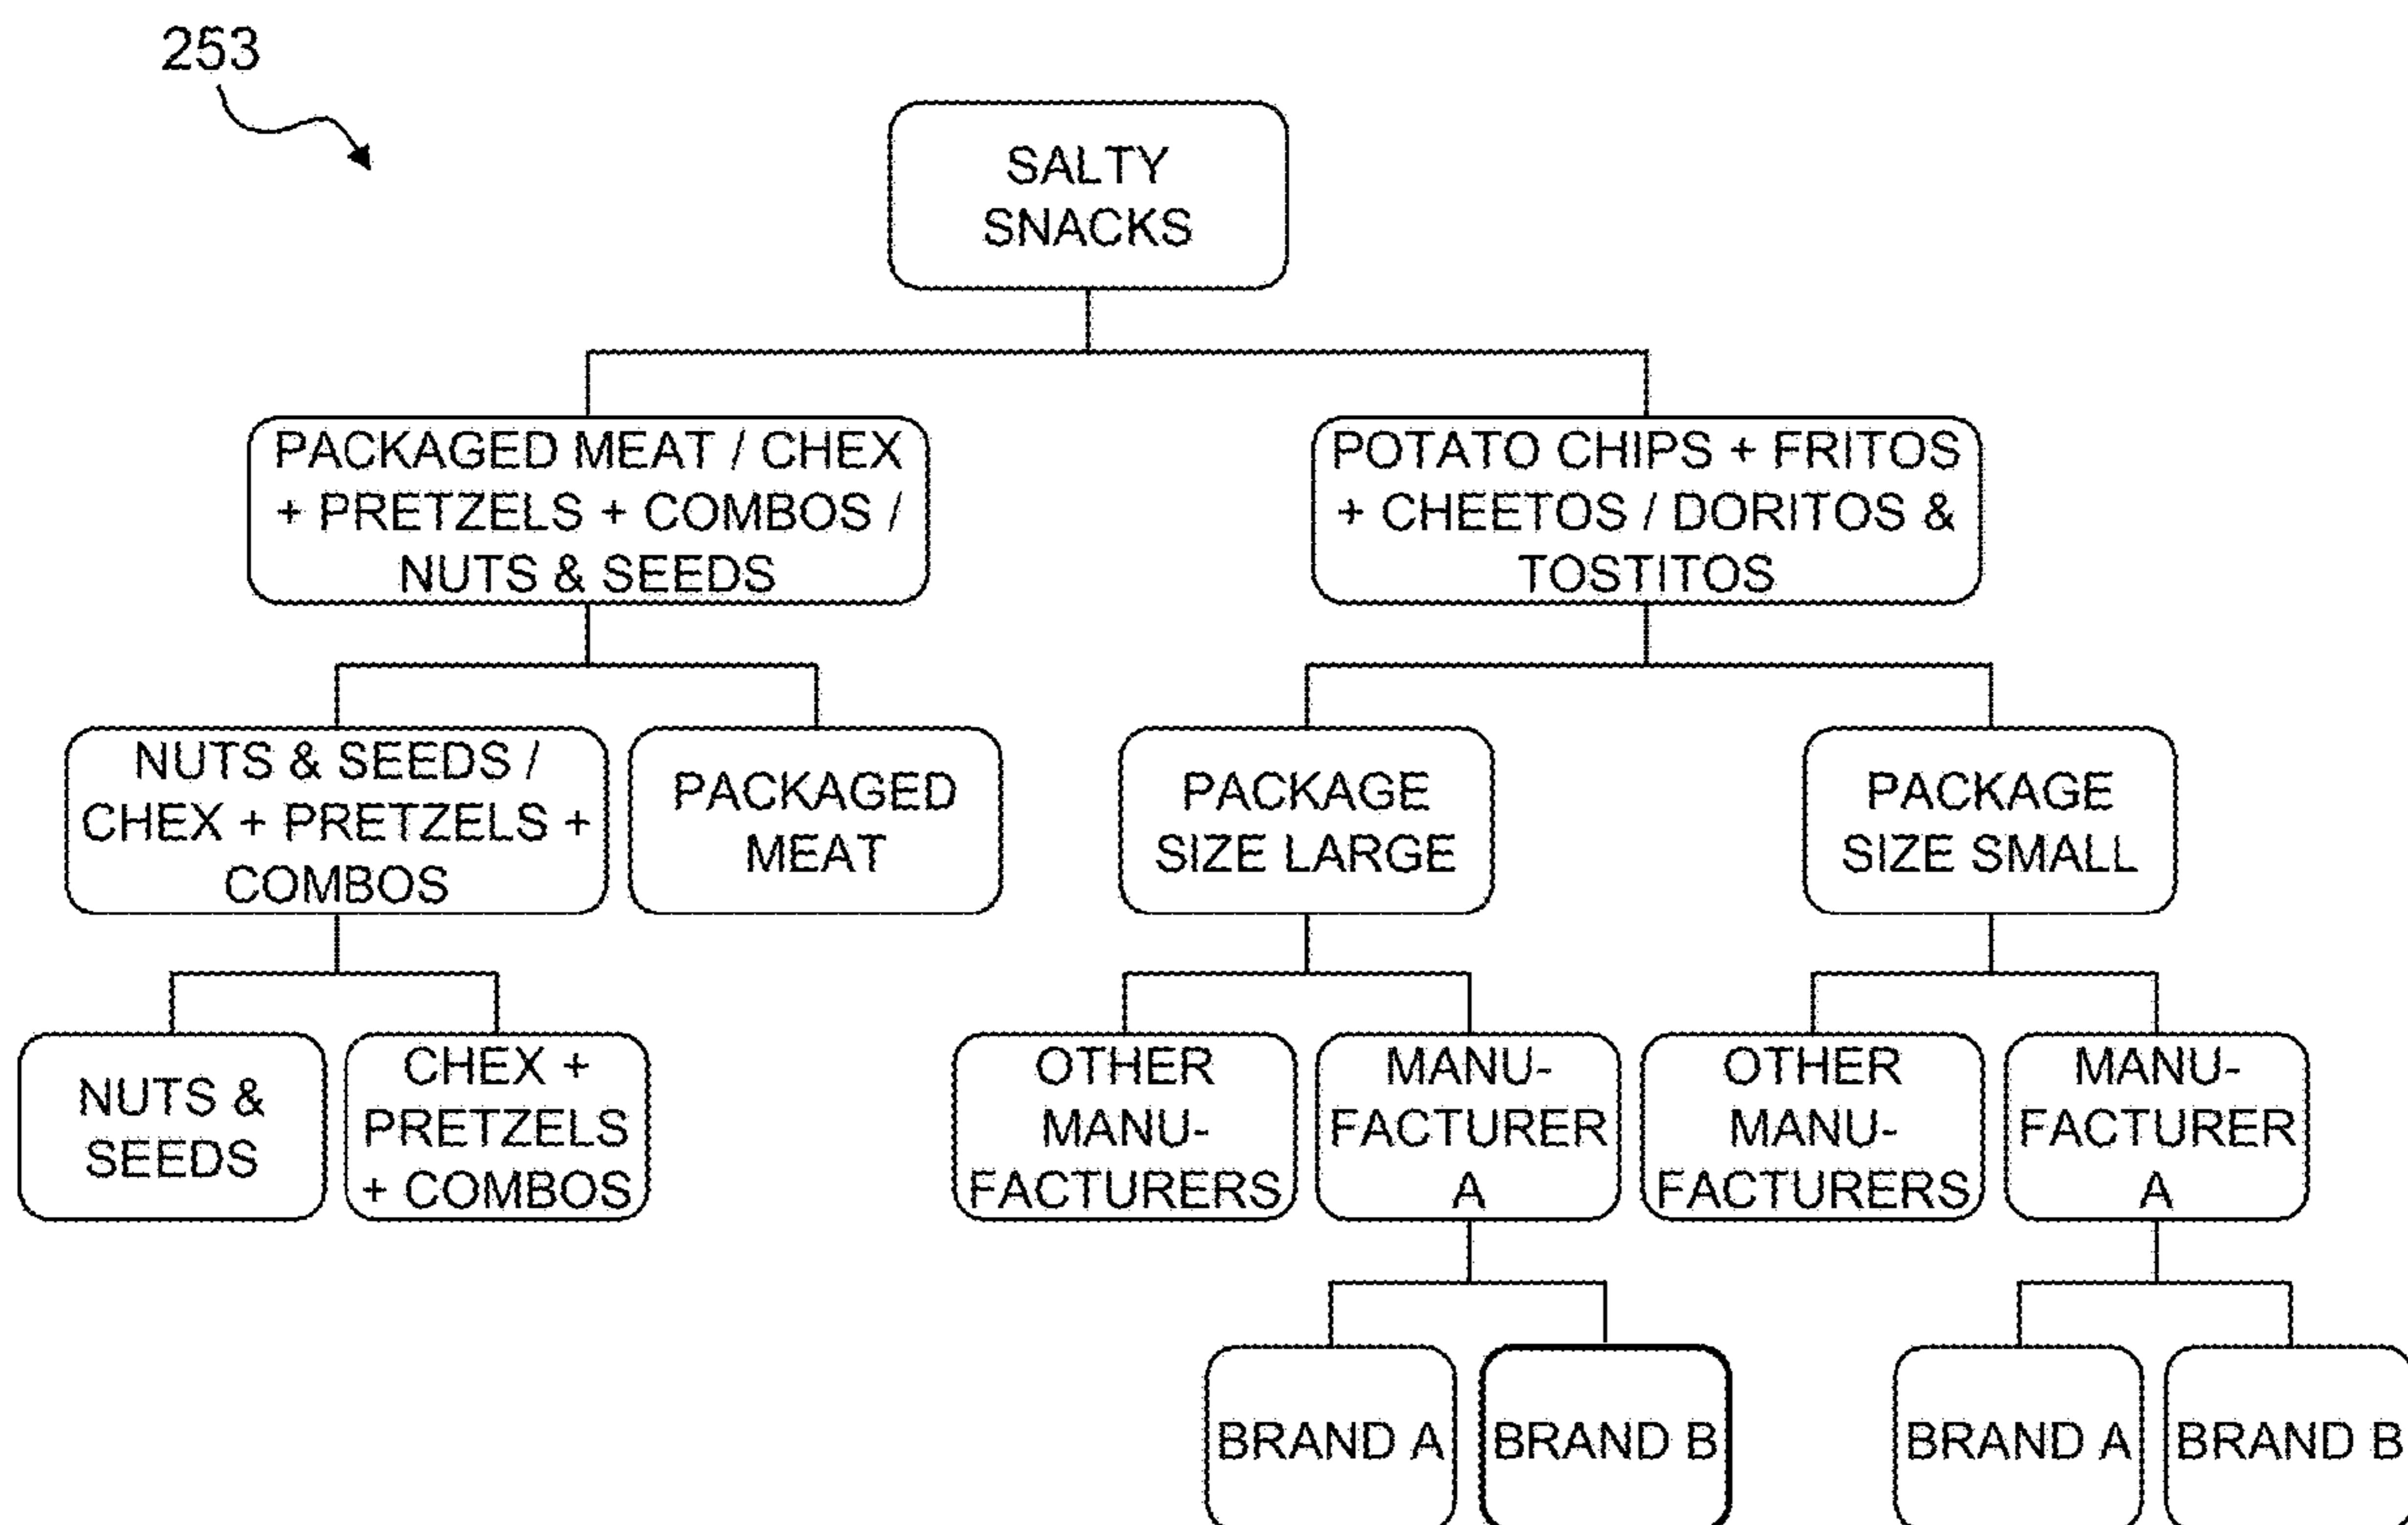 253
SALTY
SNACKS
PACKAGED MEAT / CHEX
+ PRETZELS + COMBOS /
NUTS & SEEDS
POTATO CHIPS + FRITOS
+ CHEETOS / DORITOS &
TOSTITOS
NUTS & SEEDS /
CHEX + PRETZELS +
COMBOS
PACKAGED
MEAT
PACKAGE
SIZE LARGE
PACKAGE
SIZE SMALL
NUTS &
SEEDS
CHEX +
PRETZELS
+ COMBOS
OTHER
MANU-
FACTURERS
MANU-
FACTURER
A
OTHER
MANU-
FACTURERS
MANU-
FACTURER
A
BRAND A
BRAND B
BRAND A
BRAND B